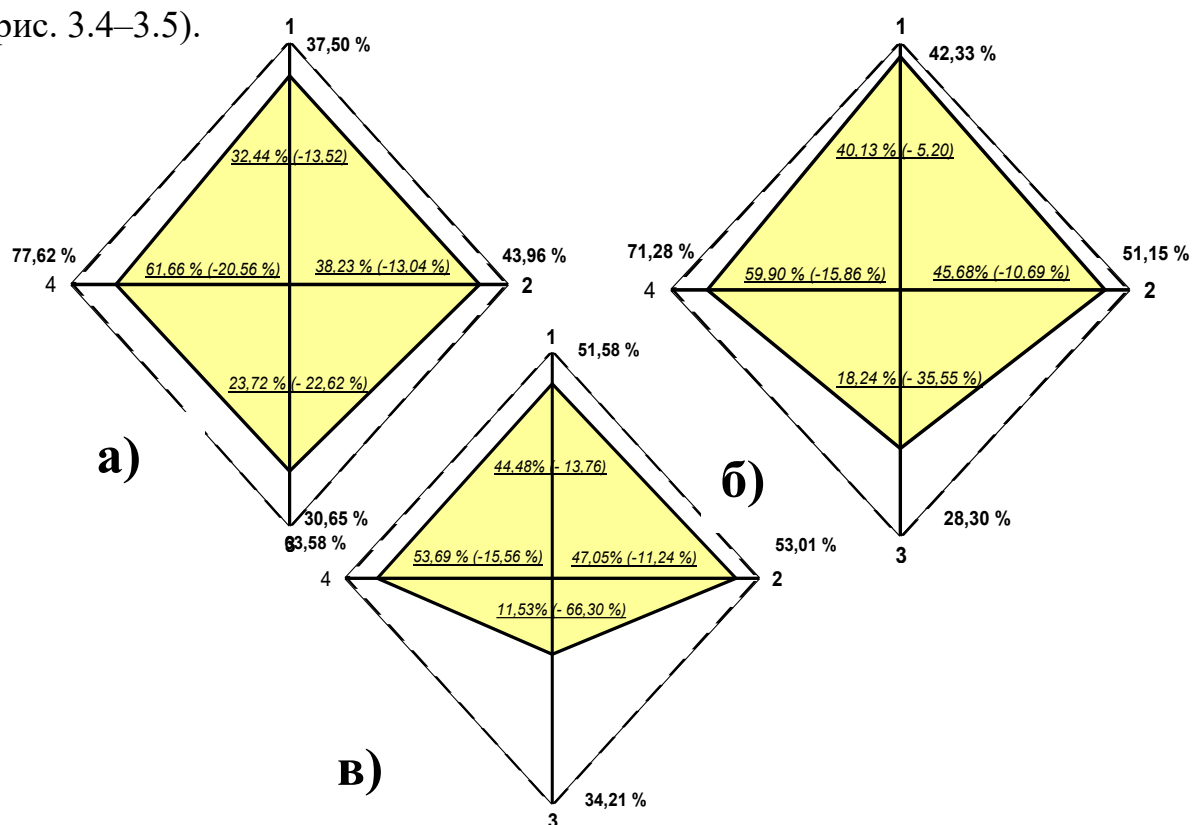 рис. 3.4–3.5).
1
37,50 %
32,44 % (-13,52)
77,62 %
61,66 % (-20,56 %)
38,23 % (-13,04 %)
43,96 %
4
2
23,72 % (- 22,62 %)
а)
30,65 %
3
1
42,33 %
40,13 % (- 5,20)
71,28 %
59,90 % (-15,86 %)
45,68% (-10,69 %)
51,15 %
4
2
18,24 % (- 35,55 %)
б)
28,30 %
3
1
51,58 %
44,48% (- 13,76)
63,58 %
53,69 % (-15,56 %)
47,05% (-11,24 %)
53,01 %
4
2
11,53% (- 66,30 %)
в)
34,21 %
3